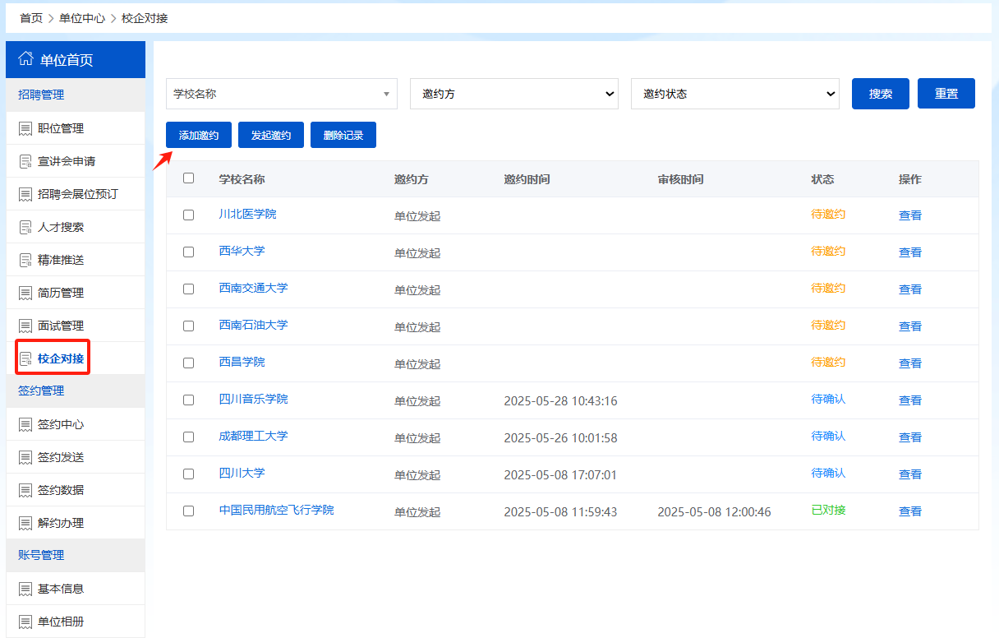 首页 > 单位中心 > 校企对接
单位首页
招聘管理
职位管理
宣讲会申请
招聘会展位预订
人才搜索
精准推送
简历管理
面试管理
校企对接
签约管理
签约中心
签约发送
签约数据
解约办理
账号管理
基本信息
单位相册
学校名称 邀约方 邀约状态 搜索 重置
添加邀约 发起邀约 删除记录
学校名称 邀约方 邀约时间 审核时间 状态 操作
川北医学院 单位发起 待邀约 查看
西华大学 单位发起 待邀约 查看
西南交通大学 单位发起 待邀约 查看
西南石油大学 单位发起 待邀约 查看
西昌学院 单位发起 待邀约 查看
四川音乐学院 单位发起 2025-05-28 10:43:16 待确认 查看
成都理工大学 单位发起 2025-05-26 10:01:58 待确认 查看
四川大学 单位发起 2025-05-08 17:07:01 待确认 查看
中国民用航空飞行学院 单位发起 2025-05-08 11:59:43 2025-05-08 12:00:46 已对接 查看